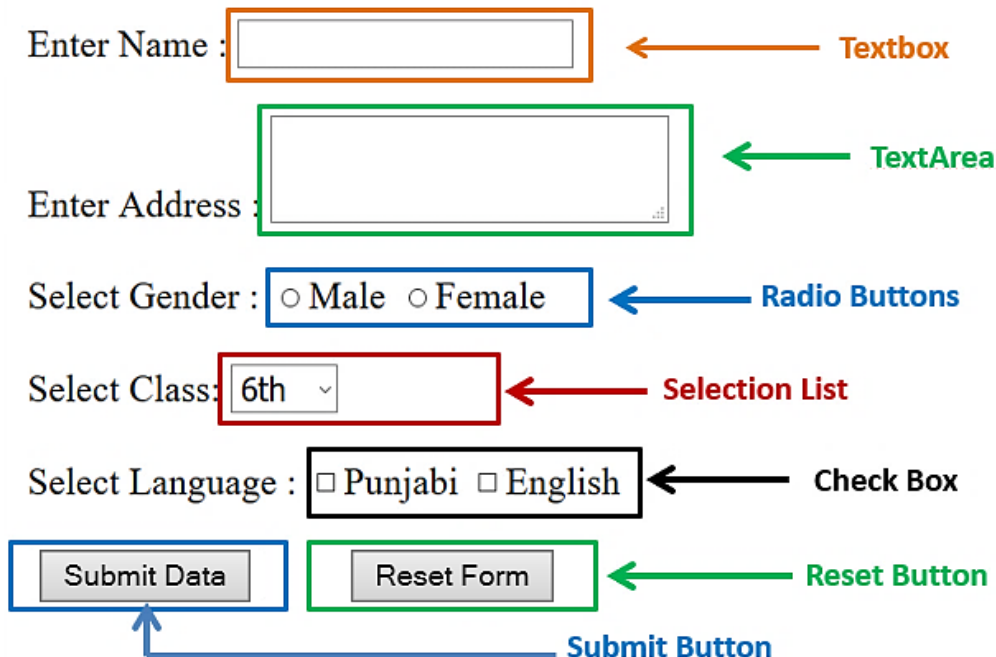 Enter Name : Textbox
TextArea
Enter Address :
Select Gender : Male Female Radio Buttons
Select Class: 6th Selection List
Select Language : Punjabi English Check Box
Submit Data Reset Form Reset Button
Submit Button